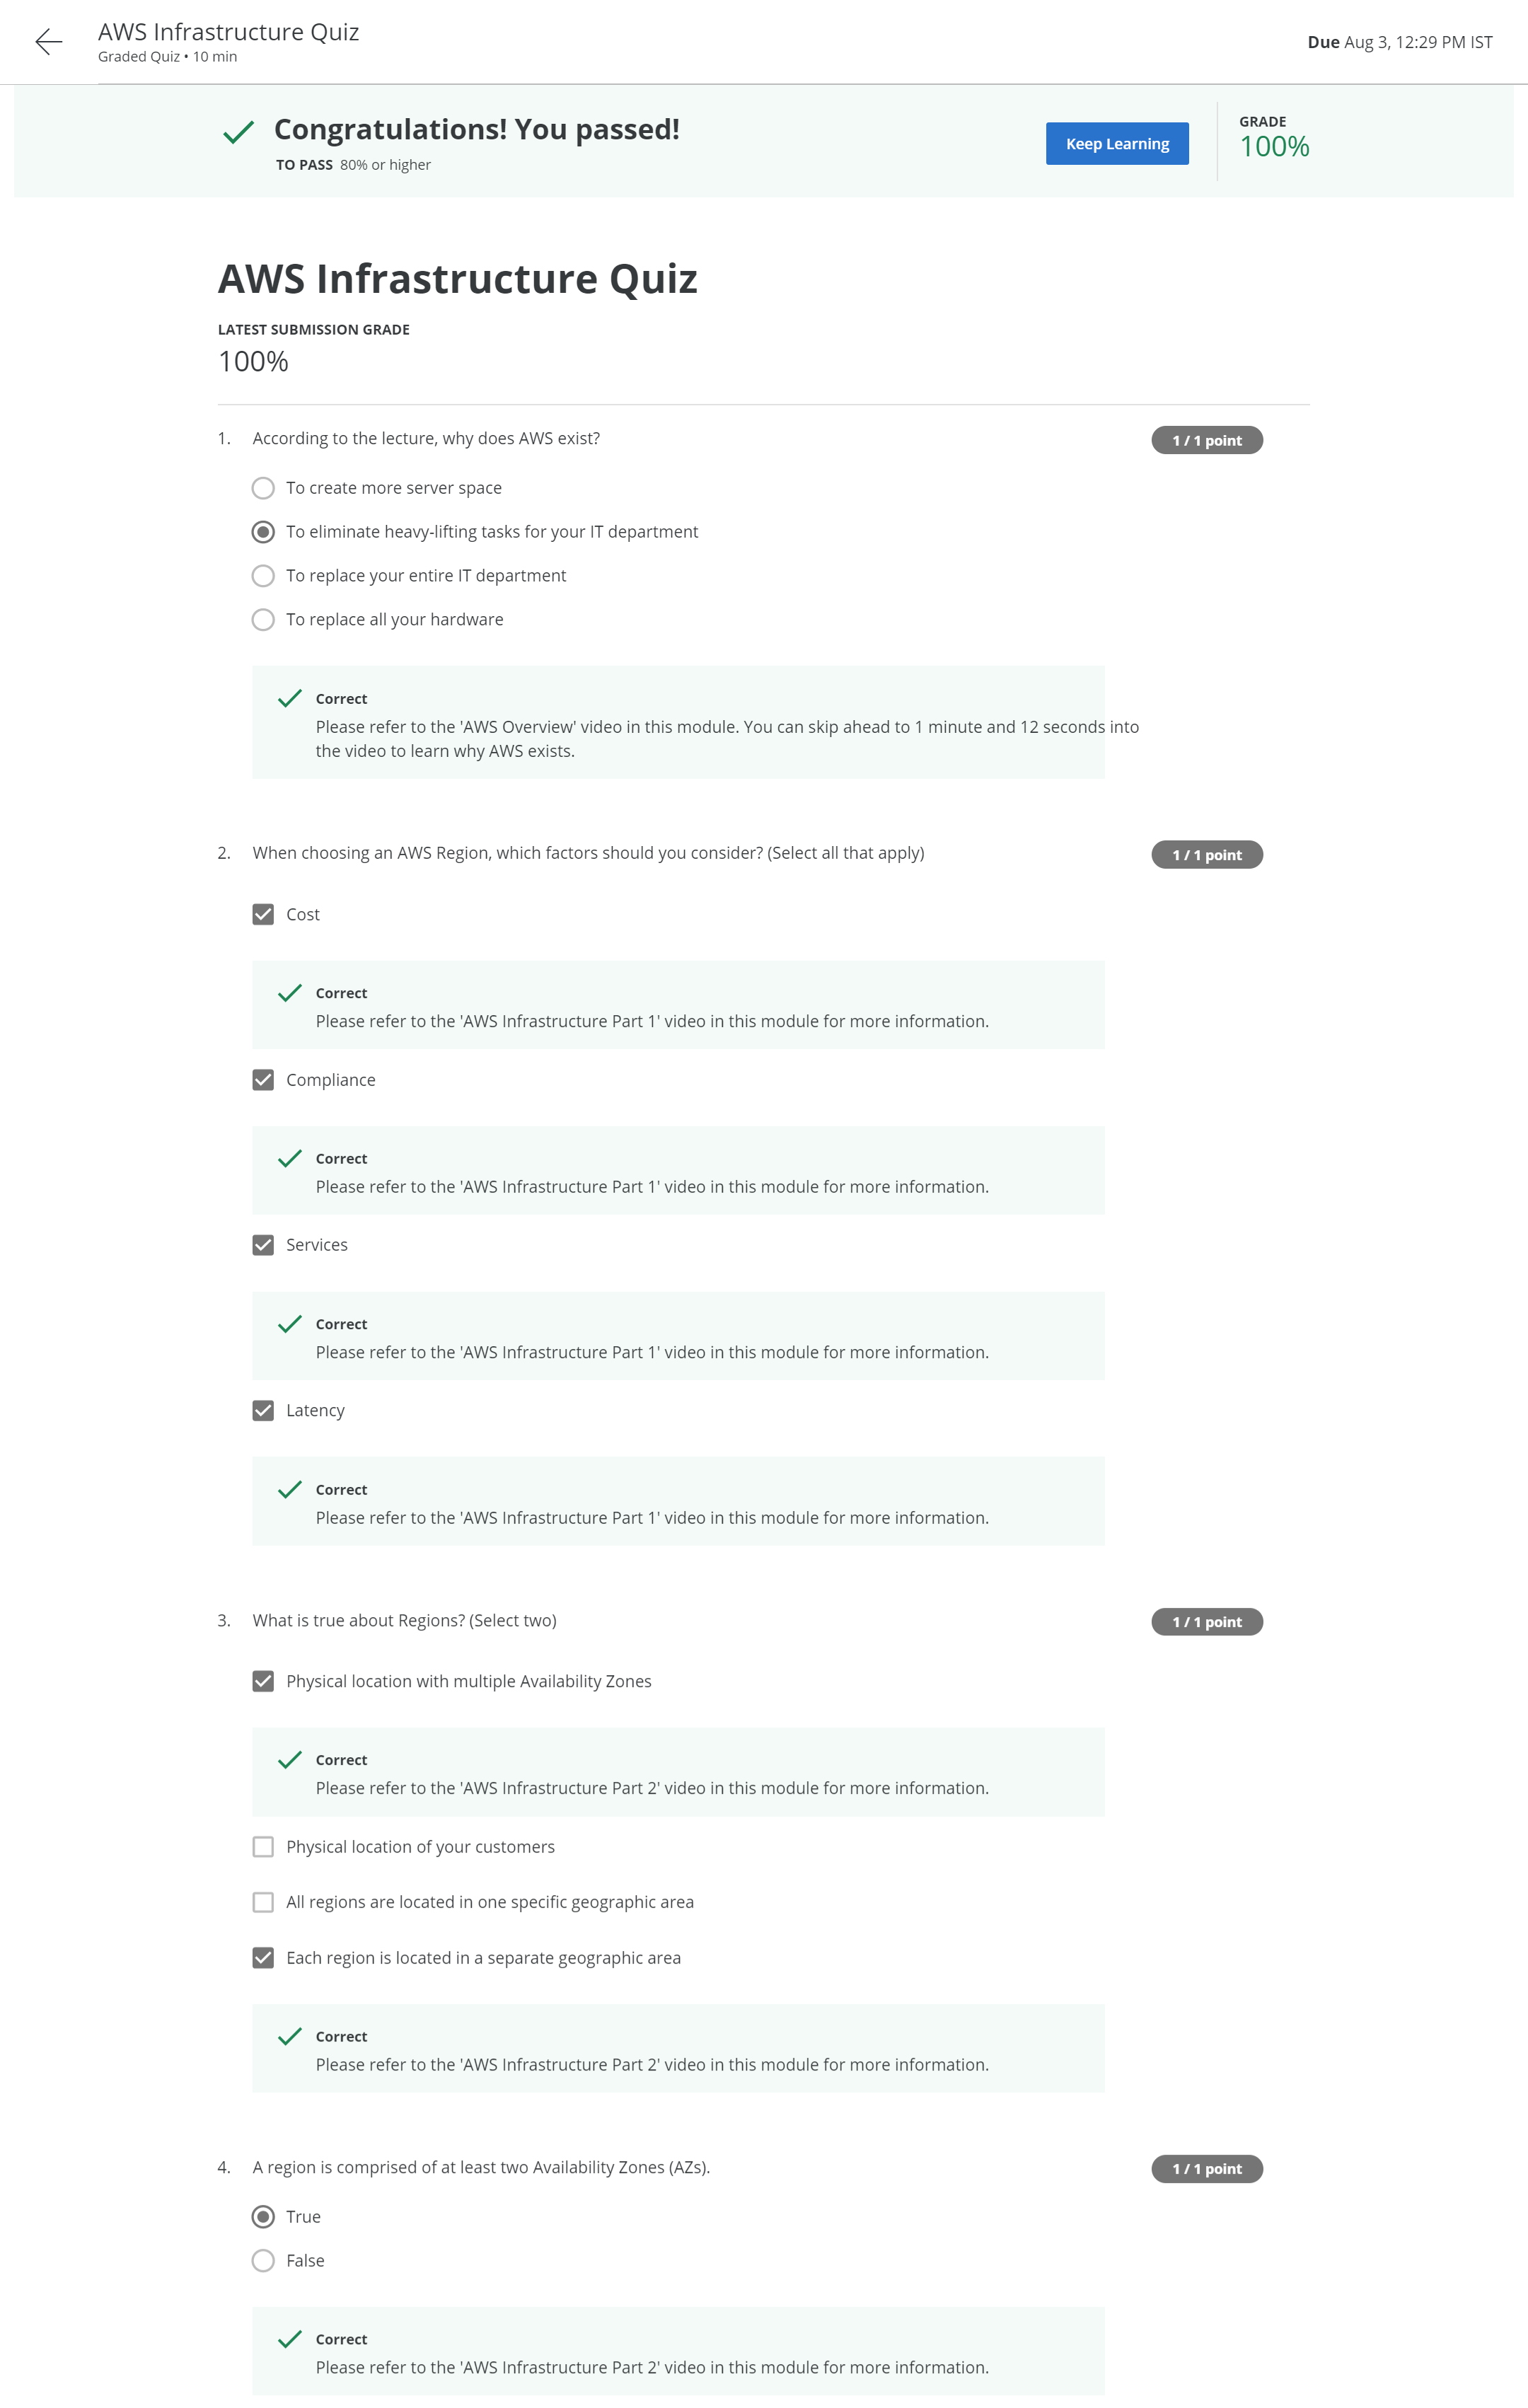 AWS Infrastructure Quiz
Graded Quiz • 10 min
Due Aug 3, 12:29 PM IST
Congratulations! You passed!
TO PASS 80% or higher
Keep Learning
GRADE
100%
AWS Infrastructure Quiz
LATEST SUBMISSION GRADE
100%
1. According to the lecture, why does AWS exist?
1 / 1 point
To create more server space
To eliminate heavy-lifting tasks for your IT department
To replace your entire IT department
To replace all your hardware
Correct
Please refer to the 'AWS Overview' video in this module. You can skip ahead to 1 minute and 12 seconds into
the video to learn why AWS exists.
2. When choosing an AWS Region, which factors should you consider? (Select all that apply)
1 / 1 point
Cost
Correct
Please refer to the 'AWS Infrastructure Part 1' video in this module for more information.
Compliance
Correct
Please refer to the 'AWS Infrastructure Part 1' video in this module for more information.
Services
Correct
Please refer to the 'AWS Infrastructure Part 1' video in this module for more information.
Latency
Correct
Please refer to the 'AWS Infrastructure Part 1' video in this module for more information.
3. What is true about Regions? (Select two)
1 / 1 point
Physical location with multiple Availability Zones
Correct
Please refer to the 'AWS Infrastructure Part 2' video in this module for more information.
Physical location of your customers
All regions are located in one specific geographic area
Each region is located in a separate geographic area
Correct
Please refer to the 'AWS Infrastructure Part 2' video in this module for more information.
4. A region is comprised of at least two Availability Zones (AZs).
1 / 1 point
True
False
Correct
Please refer to the 'AWS Infrastructure Part 2' video in this module for more information.